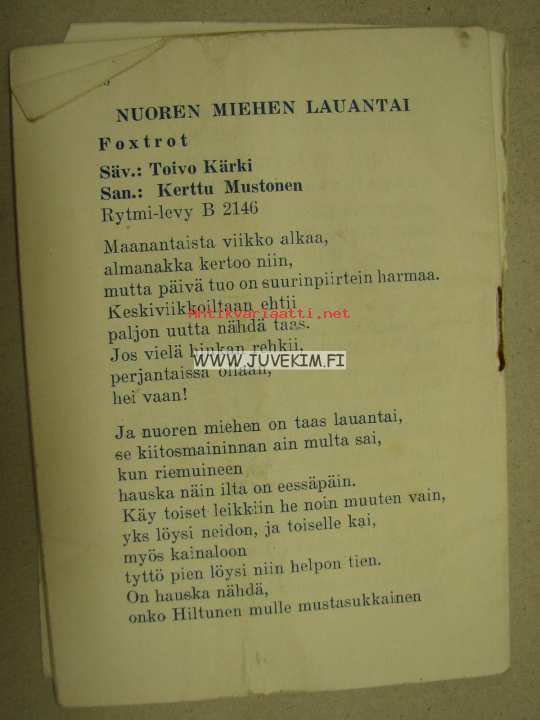 NUOREN MIEHEN LAUANTAI
Foxtrot
Säv.: Toivo Kärki
San.: Kerttu Mustonen
Rytmi-levy B 2146
Maanantaista viikko alkaa,
almanakka kertoo niin,
mutta päivä tuo on suurinpiirtein harmaa.
Keskiviikkoiltaan ehtii
Antikvariaatti.net
paljon uutta nähdä taas.
Jos vielä hiukan rehkii,
WWW.JUVEKIM.FI
perjantaissa ollaan,
hei vaan!
Ja nuoren miehen on taas lauantai,
se kiitosmaininnan ain multa sai,
kun riemuineen
hauska näin ilta on eessäpäin.
Käy toiset leikkiin he noin muuten vain,
yks löysi neidon, ja toiselle kai,
myös kainaloon
tyttö pien löysi niin helpon tien.
On hauska nähdä,
onko Hiltunen mulle mustasukkainen